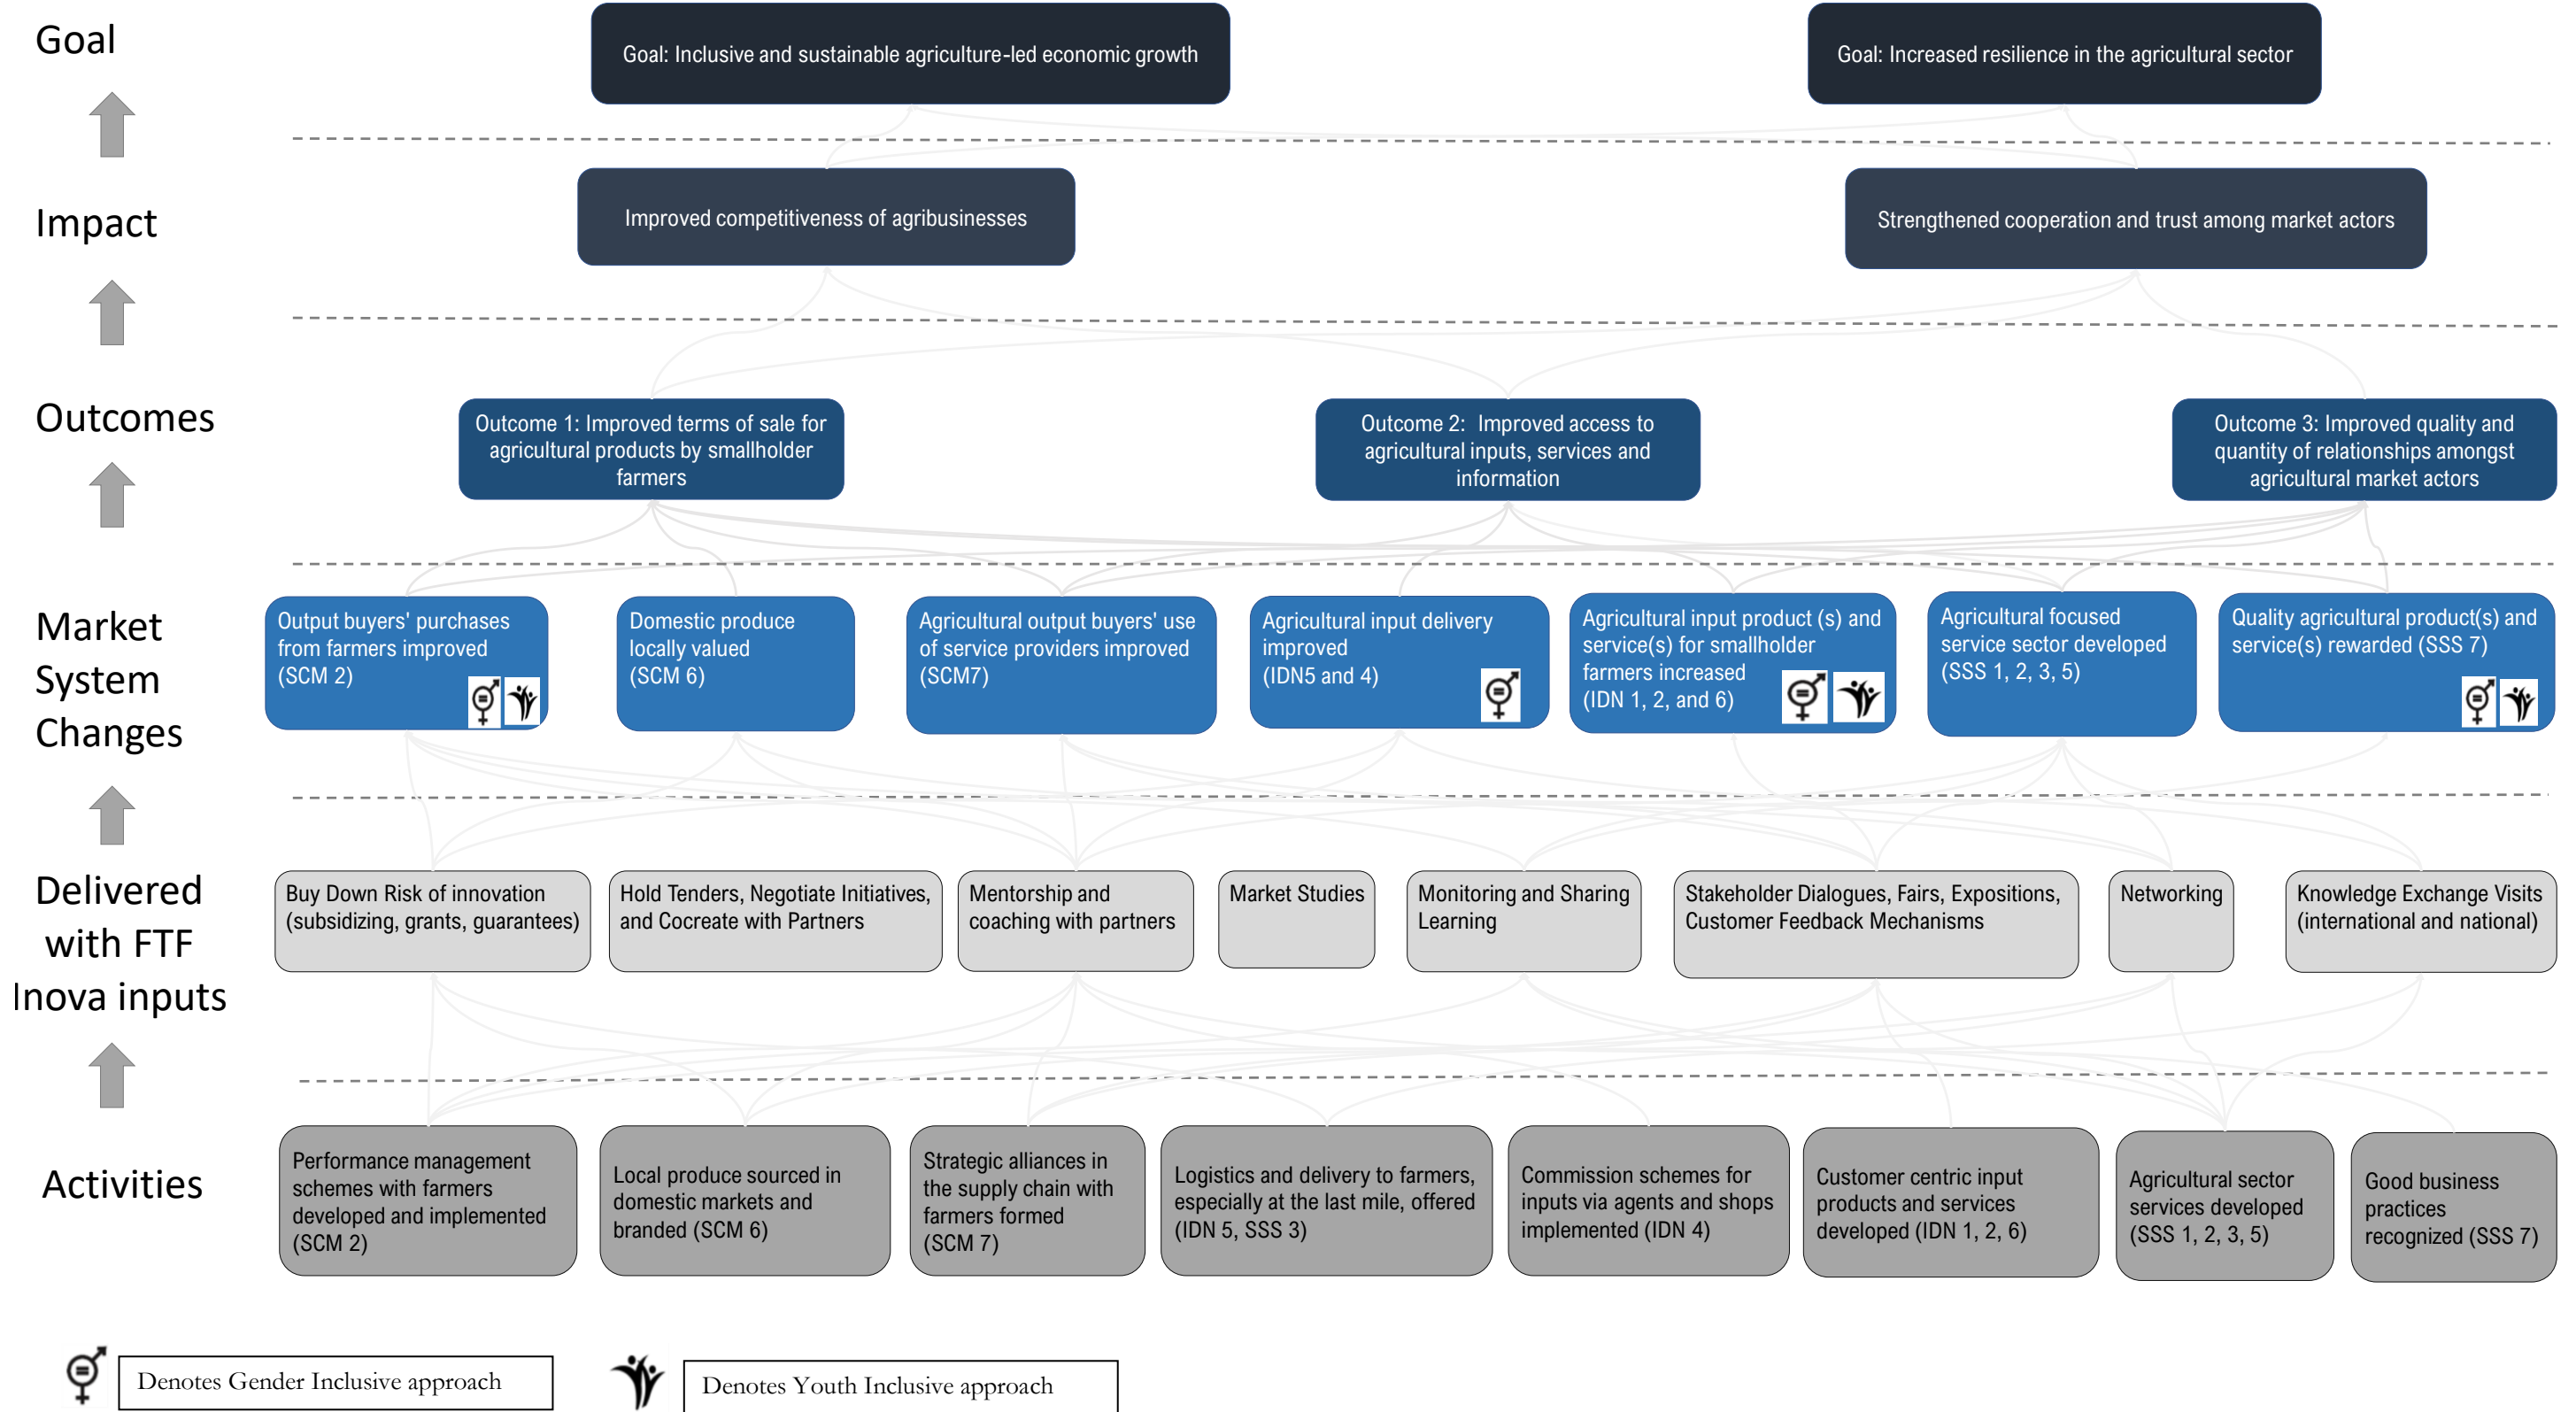 Goal
Goal: Inclusive and sustainable agriculture-led economic growth
Goal: Increased resilience in the agricultural sector
Impact
Improved competitiveness of agribusinesses
Strengthened cooperation and trust among market actors
Outcomes
Outcome 1: Improved terms of sale for
agricultural products by smallholder
farmers
Outcome 2: Improved access to
agricultural inputs, services and
information
Outcome 3: Improved quality and
quantity of relationships amongst
agricultural market actors
Market
System
Changes
Output buyers' purchases
from farmers improved
(SCM 2)
Domestic produce
locally valued
(SCM 6)
Agricultural output buyers' use
of service providers improved
(SCM7)
Agricultural input delivery
improved
(IDN5 and 4)
Agricultural input product (s) and
service(s) for smallholder
farmers increased
(IDN 1, 2, and 6)
Agricultural focused
service sector developed
(SSS 1, 2, 3, 5)
Quality agricultural product(s) and
service(s) rewarded (SSS 7)
Delivered
with FTF
Inova inputs
Buy Down Risk of innovation
(subsidizing, grants, guarantees)
Hold Tenders, Negotiate Initiatives,
and Cocreate with Partners
Mentorship and
coaching with partners
Market Studies
Monitoring and Sharing
Learning
Stakeholder Dialogues, Fairs, Expositions,
Customer Feedback Mechanisms
Networking
Knowledge Exchange Visits
(international and national)
Activities
Performance management
schemes with farmers
developed and implemented
(SCM 2)
Local produce sourced in
domestic markets and
branded (SCM 6)
Strategic alliances in
the supply chain with
farmers formed
(SCM 7)
Logistics and delivery to farmers,
especially at the last mile, offered
(IDN 5, SSS 3)
Commission schemes for
inputs via agents and shops
implemented (IDN 4)
Customer centric input
products and services
developed (IDN 1, 2, 6)
Agricultural sector
services developed
(SSS 1, 2, 3, 5)
Good business
practices
recognized (SSS 7)
Denotes Gender Inclusive approach
Denotes Youth Inclusive approach